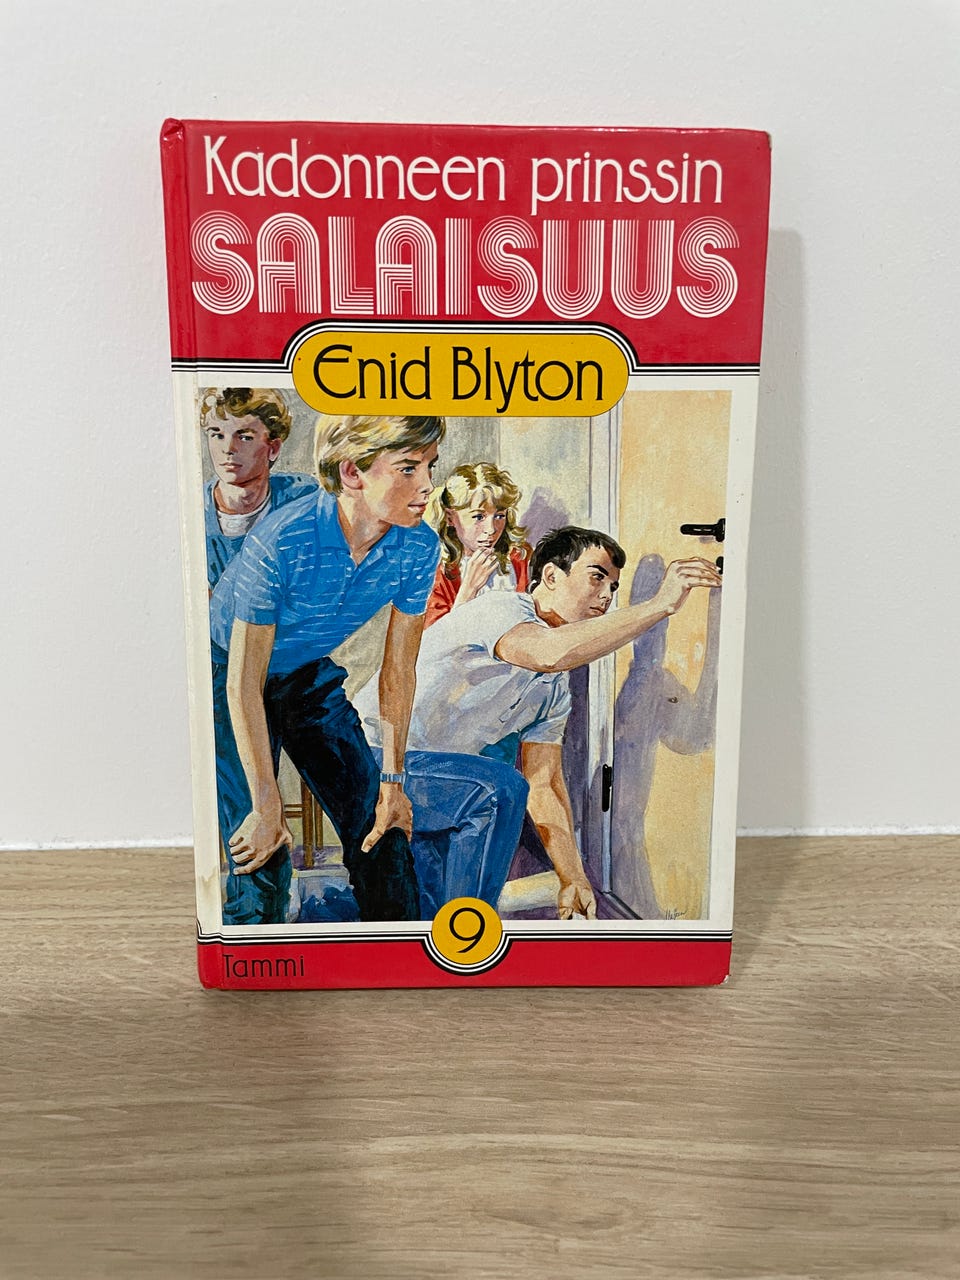 Kadonneen prinssin
SALAISUUS
Enid Blyton
9
Tammi